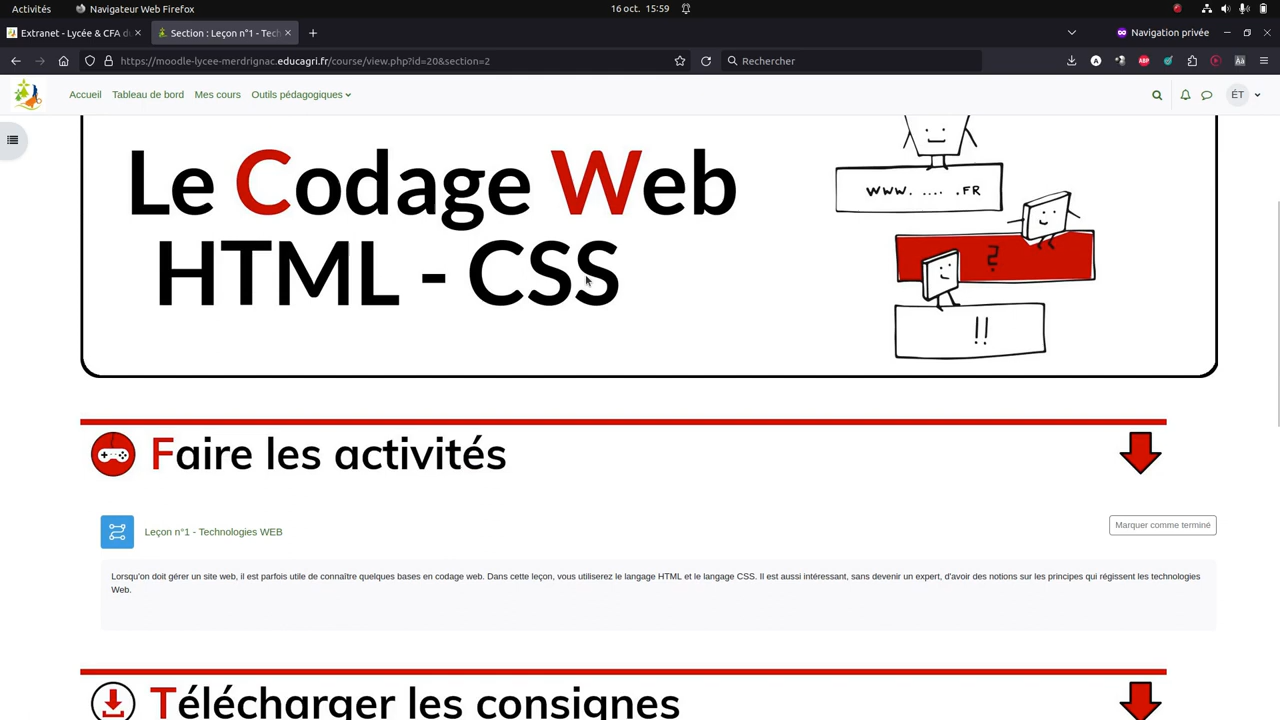 Activités
Navigateur Web Firefox
16 oct. 15:59
Extranet - Lycée & CFA d
Section : Leçon n°1 - Tech
Navigation privée
https://moodle-lycee-merdrignac.educagri.fr/course/view.php?id=20&section=2
Rechercher
ABP
Aä
Accueil
Tableau de bord
Mes cours
Outils pédagogiques
ÉT
Le Codage Web
HTML - CSS
WWW. .... .FR
?
!!
Faire les activités
Leçon n°1 - Technologies WEB
Marquer comme terminé
Lorsqu'on doit gérer un site web, il est parfois utile de connaître quelques bases en codage web. Dans cette leçon, vous utiliserez le langage HTML et le langage CSS. Il est aussi intéressant, sans devenir un expert, d'avoir des notions sur les principes qui régissent les technologies
Web.
Télécharger les consignes